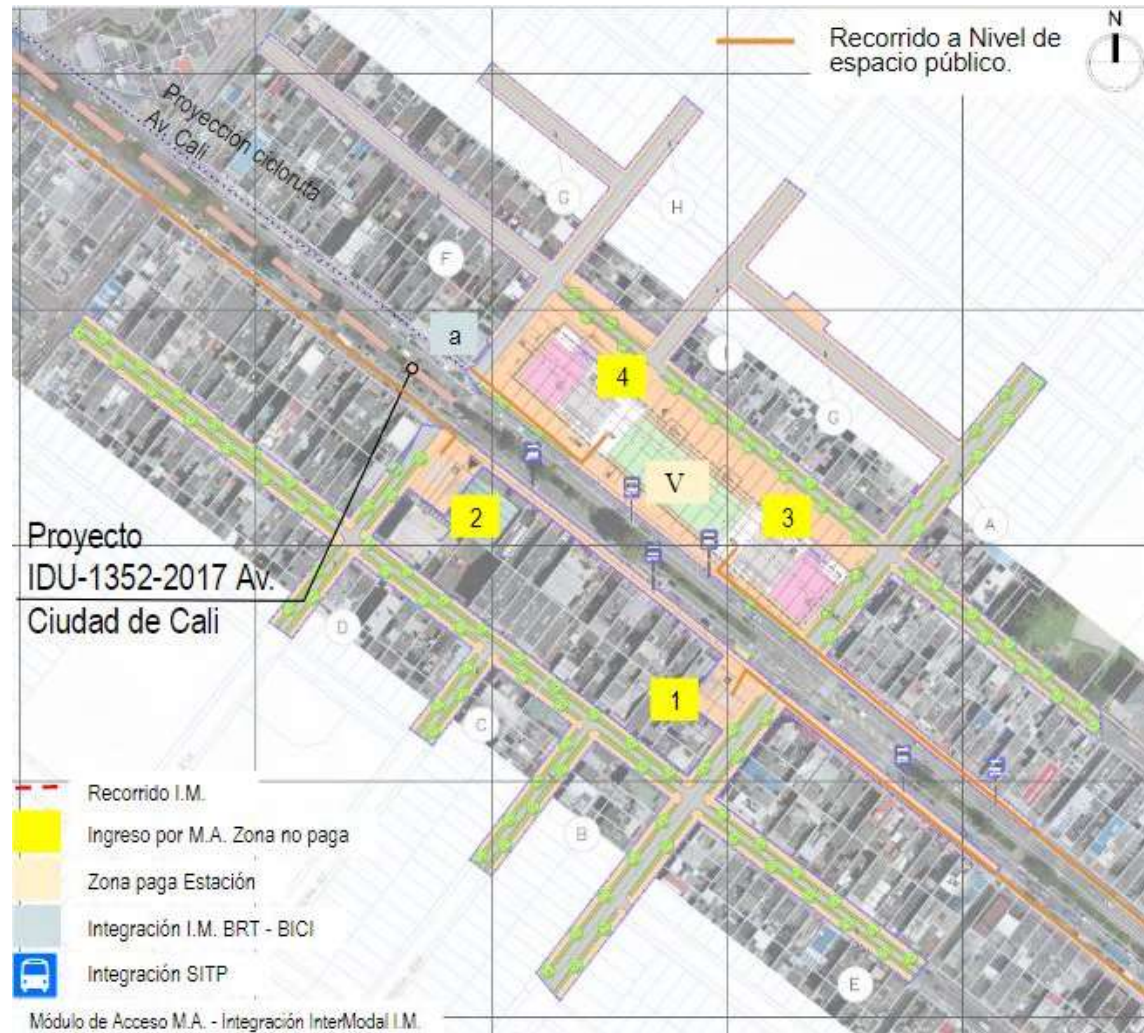 Recorrido a Nivel de
espacio público.
N
Proyección cicloruta
Av. Cali
G
H
F
a
4
I
G
V
2
3
A
Proyecto
IDU-1352-2017 Av.
Ciudad de Cali
D
1
C
B
E
Recorrido I.M.
Ingreso por M.A. Zona no paga
Zona paga Estación
Integración I.M. BRT - BICI
Integración SITP
Módulo de Acceso M.A. - Integración InterModal I.M.